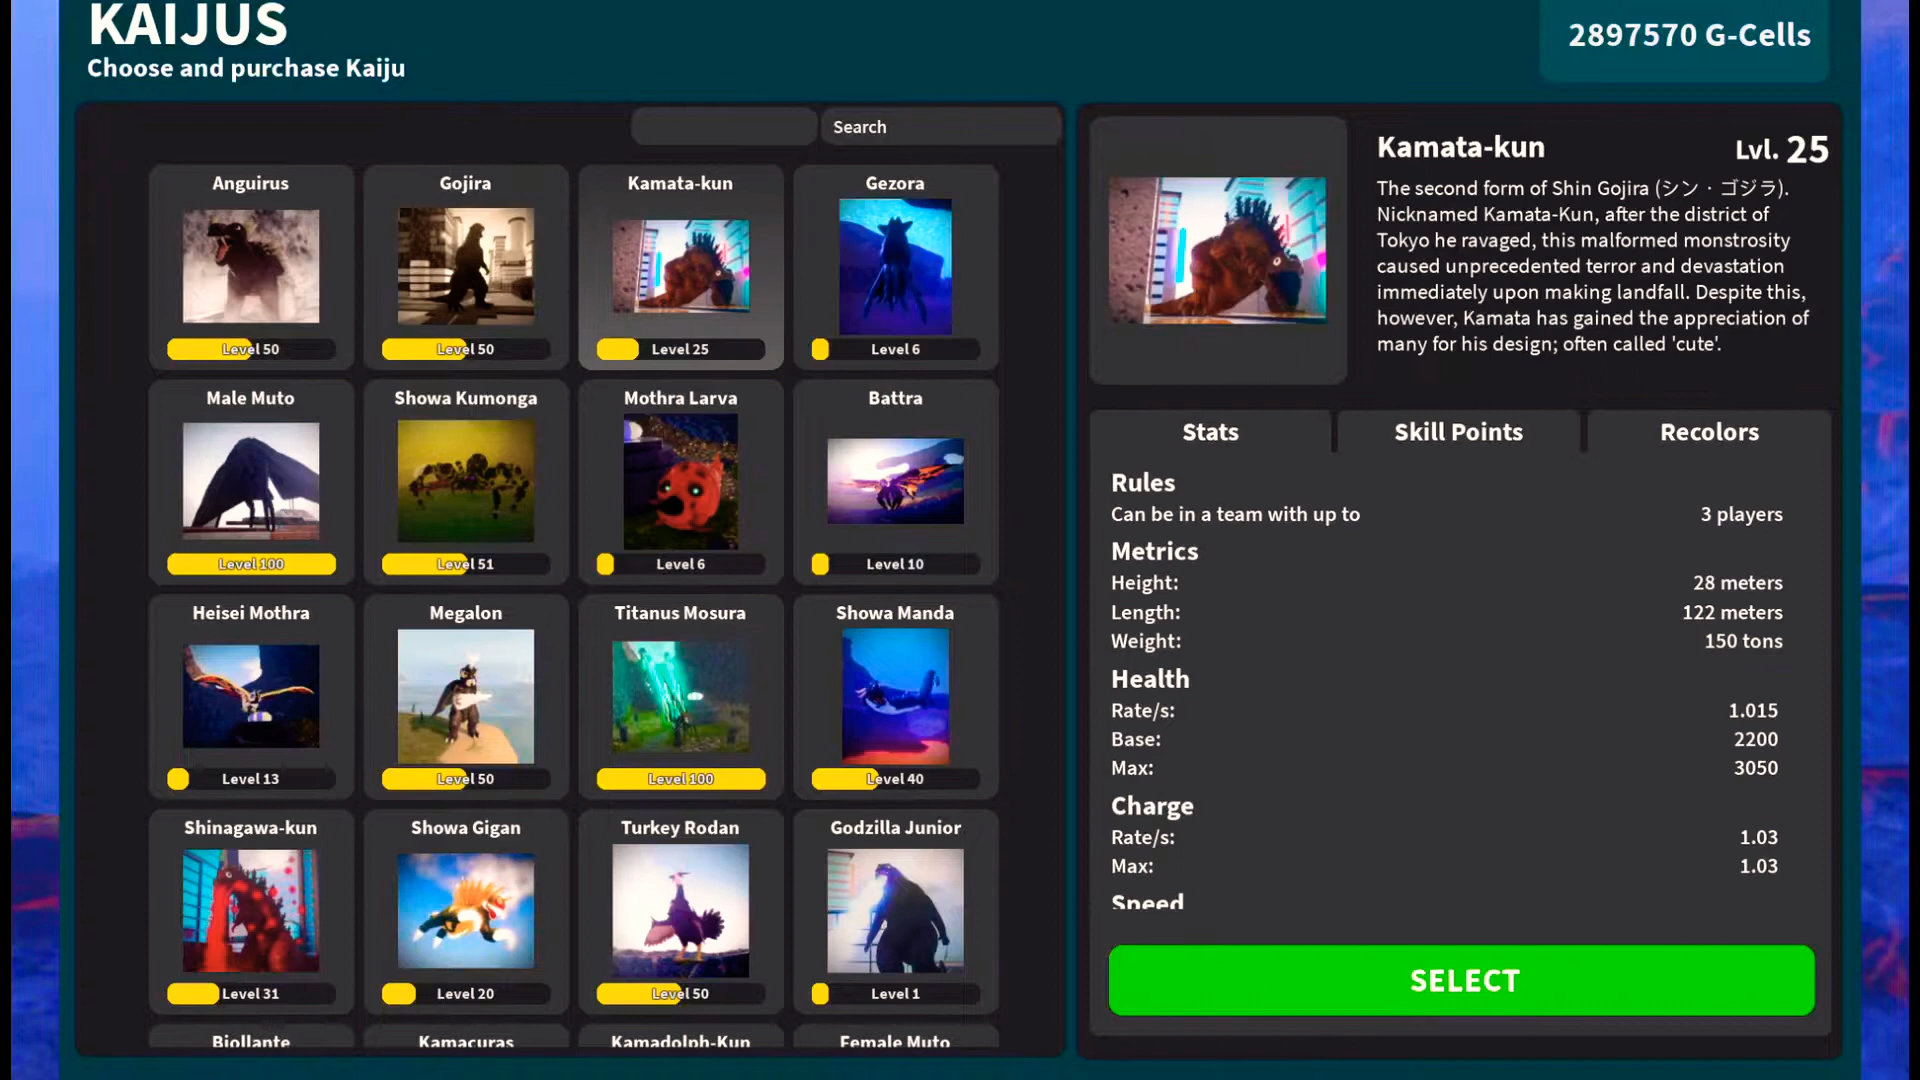 KAIJUS
Choose and purchase Kaiju
2897570 G-Cells
Search
Anguirus
Gojira
Kamata-kun
Gezora
Level 50
Level 50
Level 25
Level 6
Male Muto
Showa Kumonga
Mothra Larva
Battra
Level 100
Level 51
Level 6
Level 10
Heisei Mothra
Megalon
Titanus Mosura
Showa Manda
Level 13
Level 50
Level 100
Level 40
Shinagawa-kun
Showa Gigan
Turkey Rodan
Godzilla Junior
Level 31
Level 20
Level 50
Level 1
Biollante
Kamacuras
Kamadolph-Kun
Female Muto
Kamata-kun
Lvl. 25
The second form of Shin Gojira (シン・ゴジラ).
Nicknamed Kamata-Kun, after the district of
Tokyo he ravaged, this malformed monstrosity
caused unprecedented terror and devastation
immediately upon making landfall. Despite this,
however, Kamata has gained the appreciation of
many for his design; often called 'cute'.
Stats
Skill Points
Recolors
Rules
Can be in a team with up to 3 players
Metrics
Height: 28 meters
Length: 122 meters
Weight: 150 tons
Health
Rate/s: 1.015
Base: 2200
Max: 3050
Charge
Rate/s: 1.03
Max: 1.03
Speed
SELECT